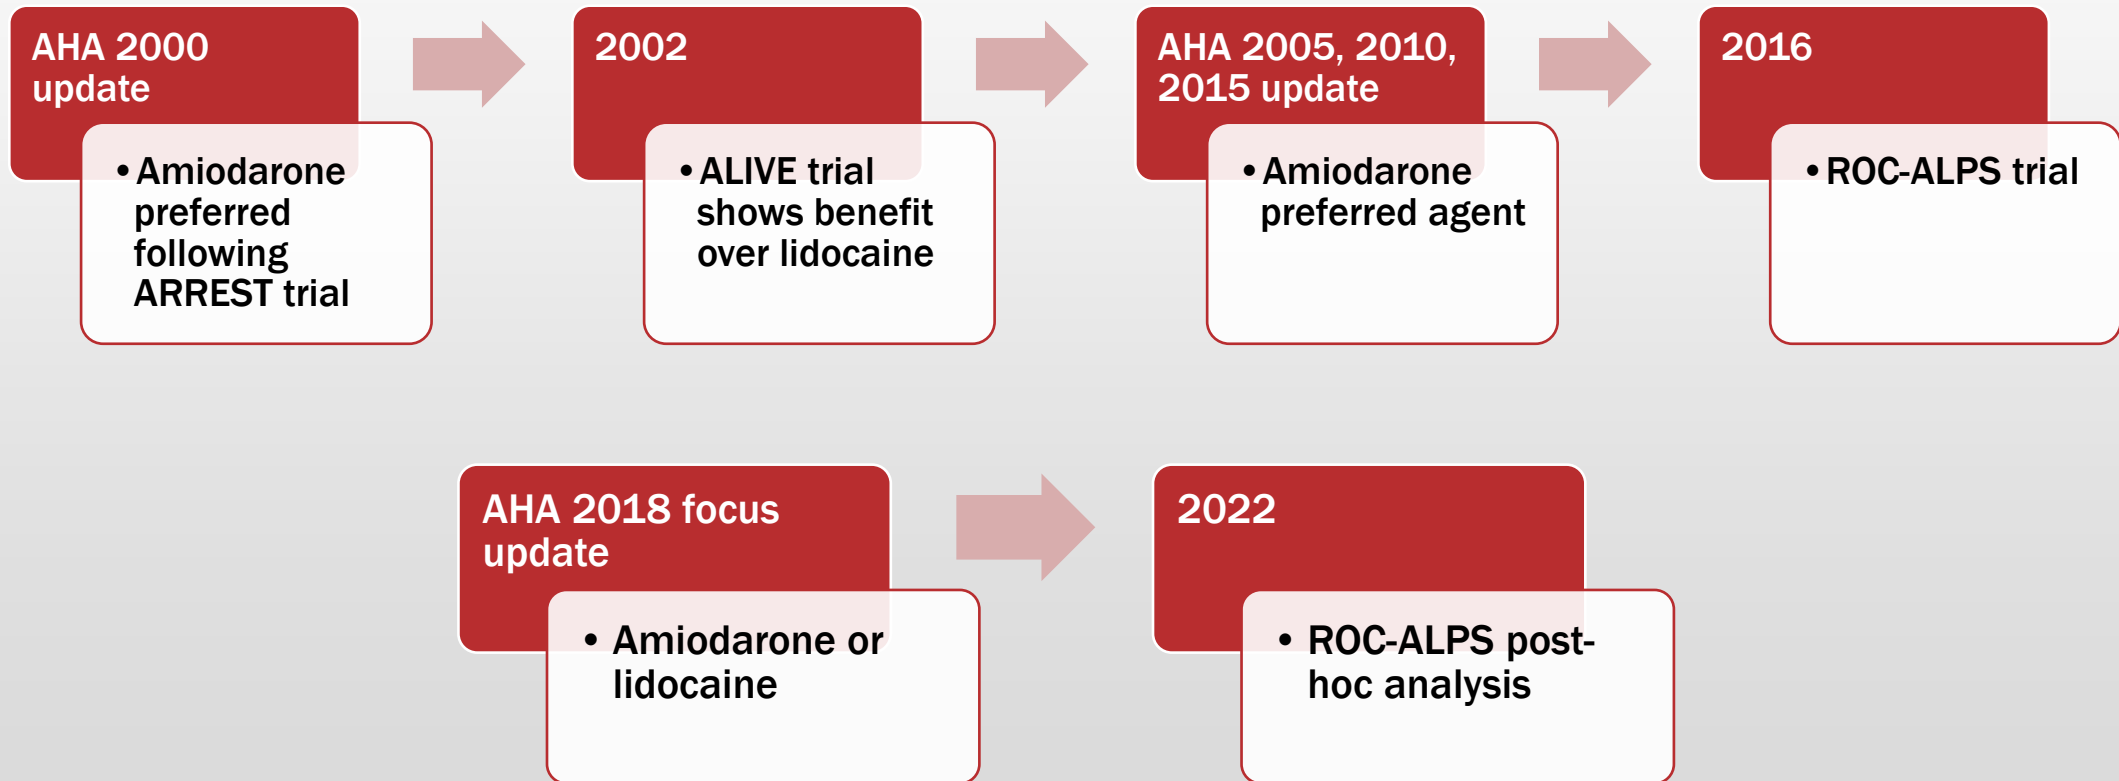 AHA 2000
update
• Amiodarone
preferred
following
ARREST trial
2002
• ALIVE trial
shows benefit
over lidocaine
AHA 2005, 2010,
2015 update
• Amiodarone
preferred agent
2016
• ROC-ALPS trial
AHA 2018 focus
update
• Amiodarone or
lidocaine
2022
• ROC-ALPS post-
hoc analysis